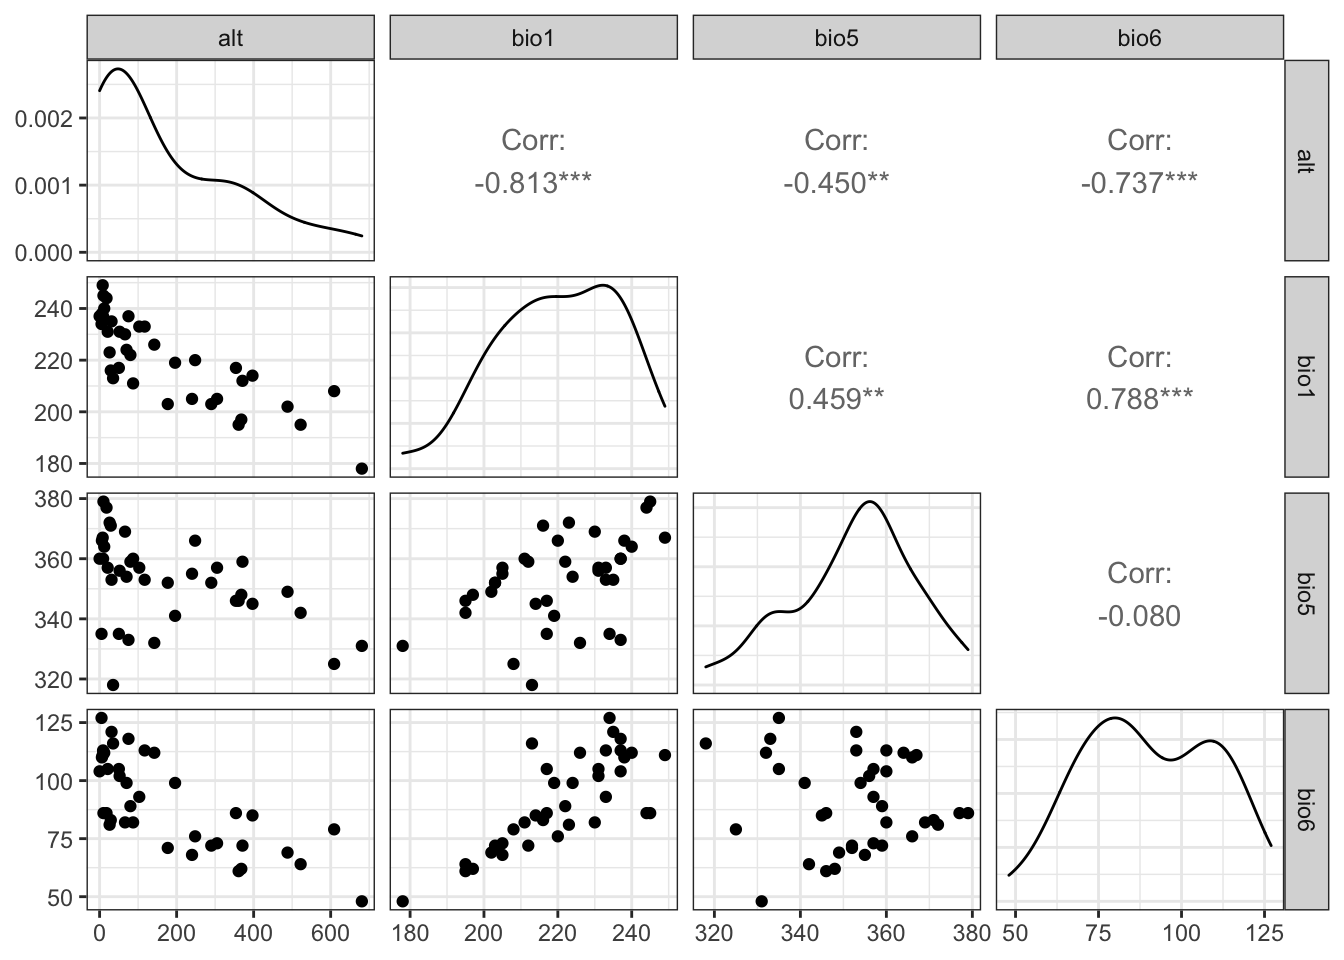 alt bio1 bio5 bio6
0.002
0.001
0.000
Corr:
-0.813***
Corr:
-0.450**
Corr:
-0.737***
alt
240
220
200
180
Corr:
0.459**
Corr:
0.788***
bio1
380
360
340
320
Corr:
-0.080
bio5
125
100
75
50
bio6
0 200 400 600 180 200 220 240 320 340 360 380 50 75 100 125